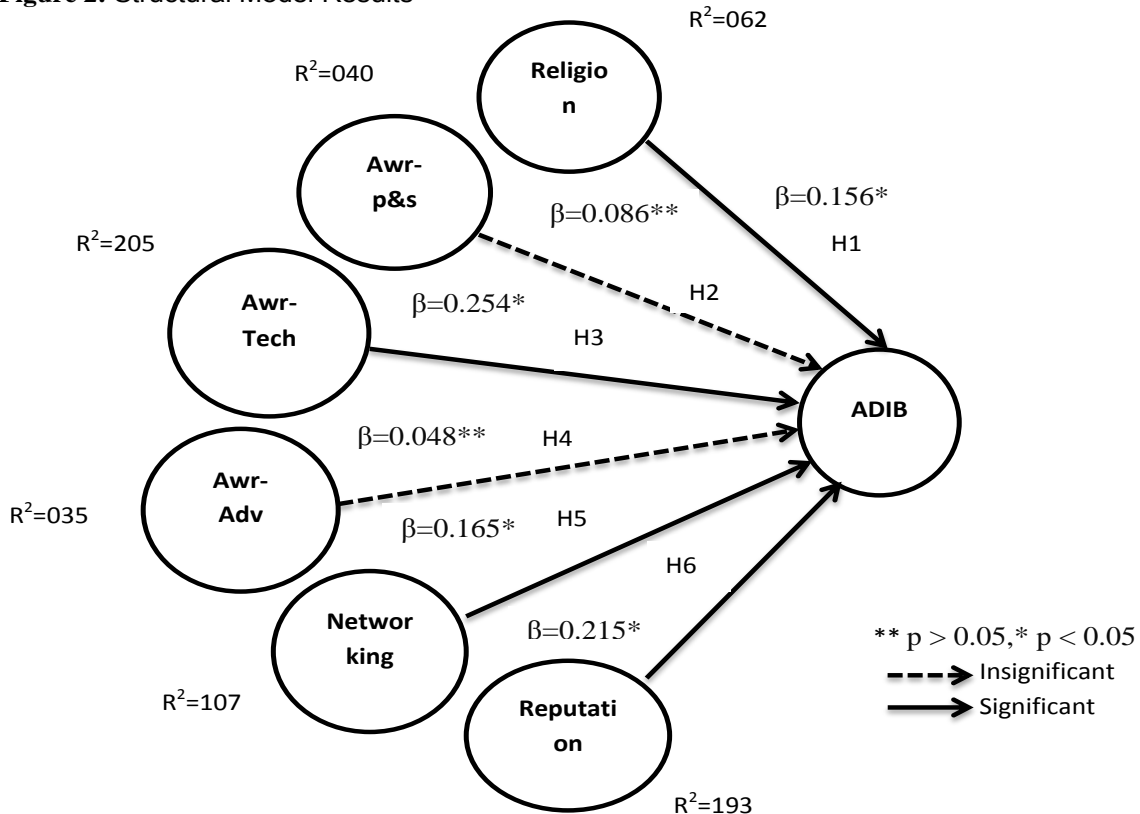 Figure 2. Structural Model Results
R²=062
R²=040
Religio
n
Awr-
p&s
β=0.086**
β=0.156*
H1
R²=205
H2
Awr-
Tech
β=0.254*
H3
ADIB
β=0.048**
H4
Awr-
Adv
R²=035
β=0.165*
H5
H6
Networ
king
β=0.215*
** p > 0.05,* p < 0.05
Insignificant
Significant
R²=107
Reputati
on
R²=193